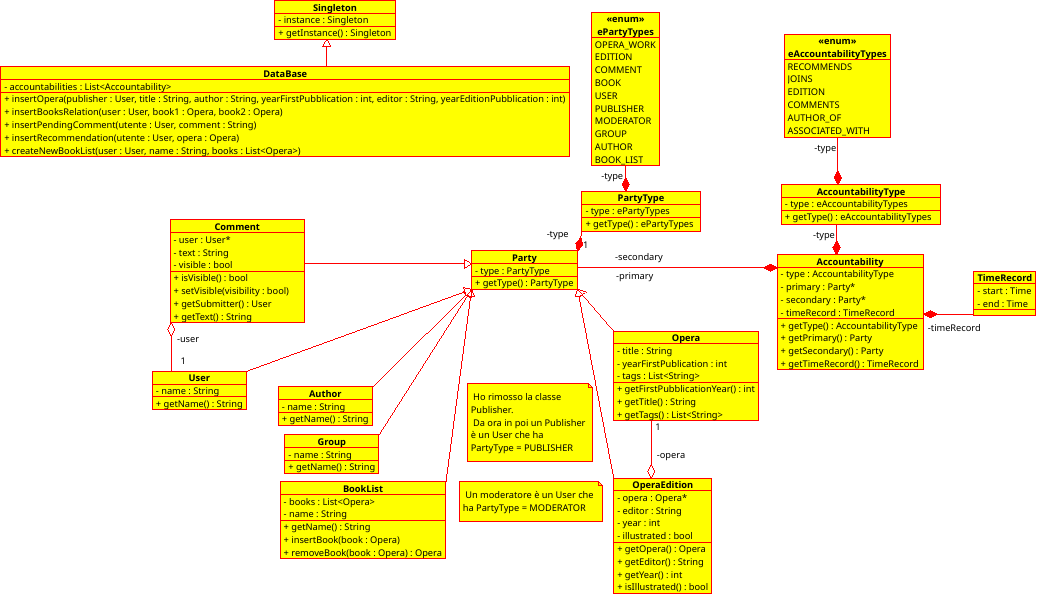 Singleton
- instance : Singleton
+ getInstance() : Singleton
DataBase
- accountabilities : List<Accountability>
+ insertOpera(publisher : User, title : String, author : String, yearFirstPubblication : int, editor : String, yearEditionPubblication : int)
+ insertBooksRelation(user : User, book1 : Opera, book2 : Opera)
+ insertPendingComment(utente : User, comment : String)
+ insertRecommendation(utente : User, opera : Opera)
+ createNewBookList(user : User, name : String, books : List<Opera>)
«enum»
ePartyTypes
OPERA_WORK
EDITION
COMMENT
BOOK
USER
PUBLISHER
MODERATOR
GROUP
AUTHOR
BOOK_LIST
-type
PartyType
- type : ePartyTypes
+ getType() : ePartyTypes
-type
1
«enum»
eAccountabilityTypes
RECOMMENDS
JOINS
EDITION
COMMENTS
AUTHOR_OF
ASSOCIATED_WITH
-type
AccountabilityType
- type : eAccountabilityTypes
+ getType() : eAccountabilityTypes
-type
Comment
- user : User*
- text : String
- visible : bool
+ isVisible() : bool
+ setVisible(visibility : bool)
+ getSubmitter() : User
+ getText() : String
-user
1
Party
- type : PartyType
+ getType() : PartyType
-secondary
-primary
Accountability
- type : AccountabilityType
- primary : Party*
- secondary : Party*
- timeRecord : TimeRecord
+ getType() : AccountabilityType
+ getPrimary() : Party
+ getSecondary() : Party
+ getTimeRecord() : TimeRecord
TimeRecord
- start : Time
- end : Time
-timeRecord
User
- name : String
+ getName() : String
Author
- name : String
+ getName() : String
Group
- name : String
+ getName() : String
BookList
- books : List<Opera>
- name : String
+ getName() : String
+ insertBook(book : Opera)
+ removeBook(book : Opera) : Opera
Ho rimosso la classe
Publisher.
Da ora in poi un Publisher
è un User che ha
PartyType = PUBLISHER
Un moderatore è un User che
ha PartyType = MODERATOR
Opera
- title : String
- yearFirstPublication : int
- tags : List<String>
+ getFirstPubblicationYear() : int
+ getTitle() : String
+ getTags() : List<String>
1
-opera
OperaEdition
- opera : Opera*
- editor : String
- year : int
- illustrated : bool
+ getOpera() : Opera
+ getEditor() : String
+ getYear() : int
+ isIllustrated() : bool